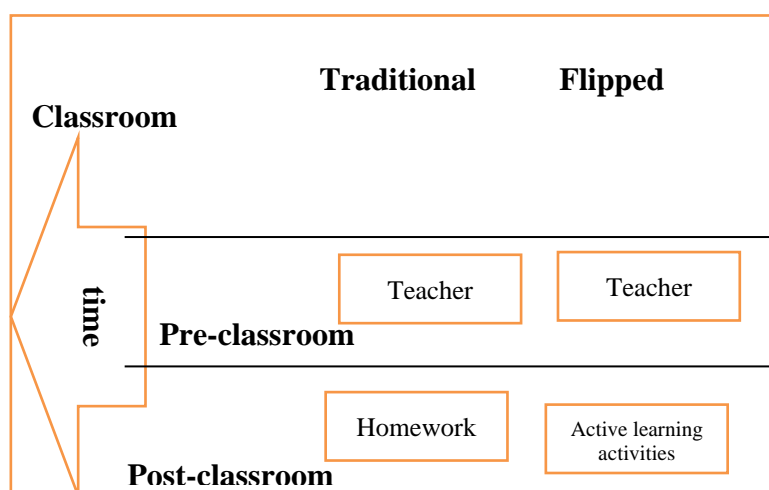 Traditional Flipped
Classroom
Teacher Teacher
time
Pre-classroom
Homework Active learning
activities
Post-classroom